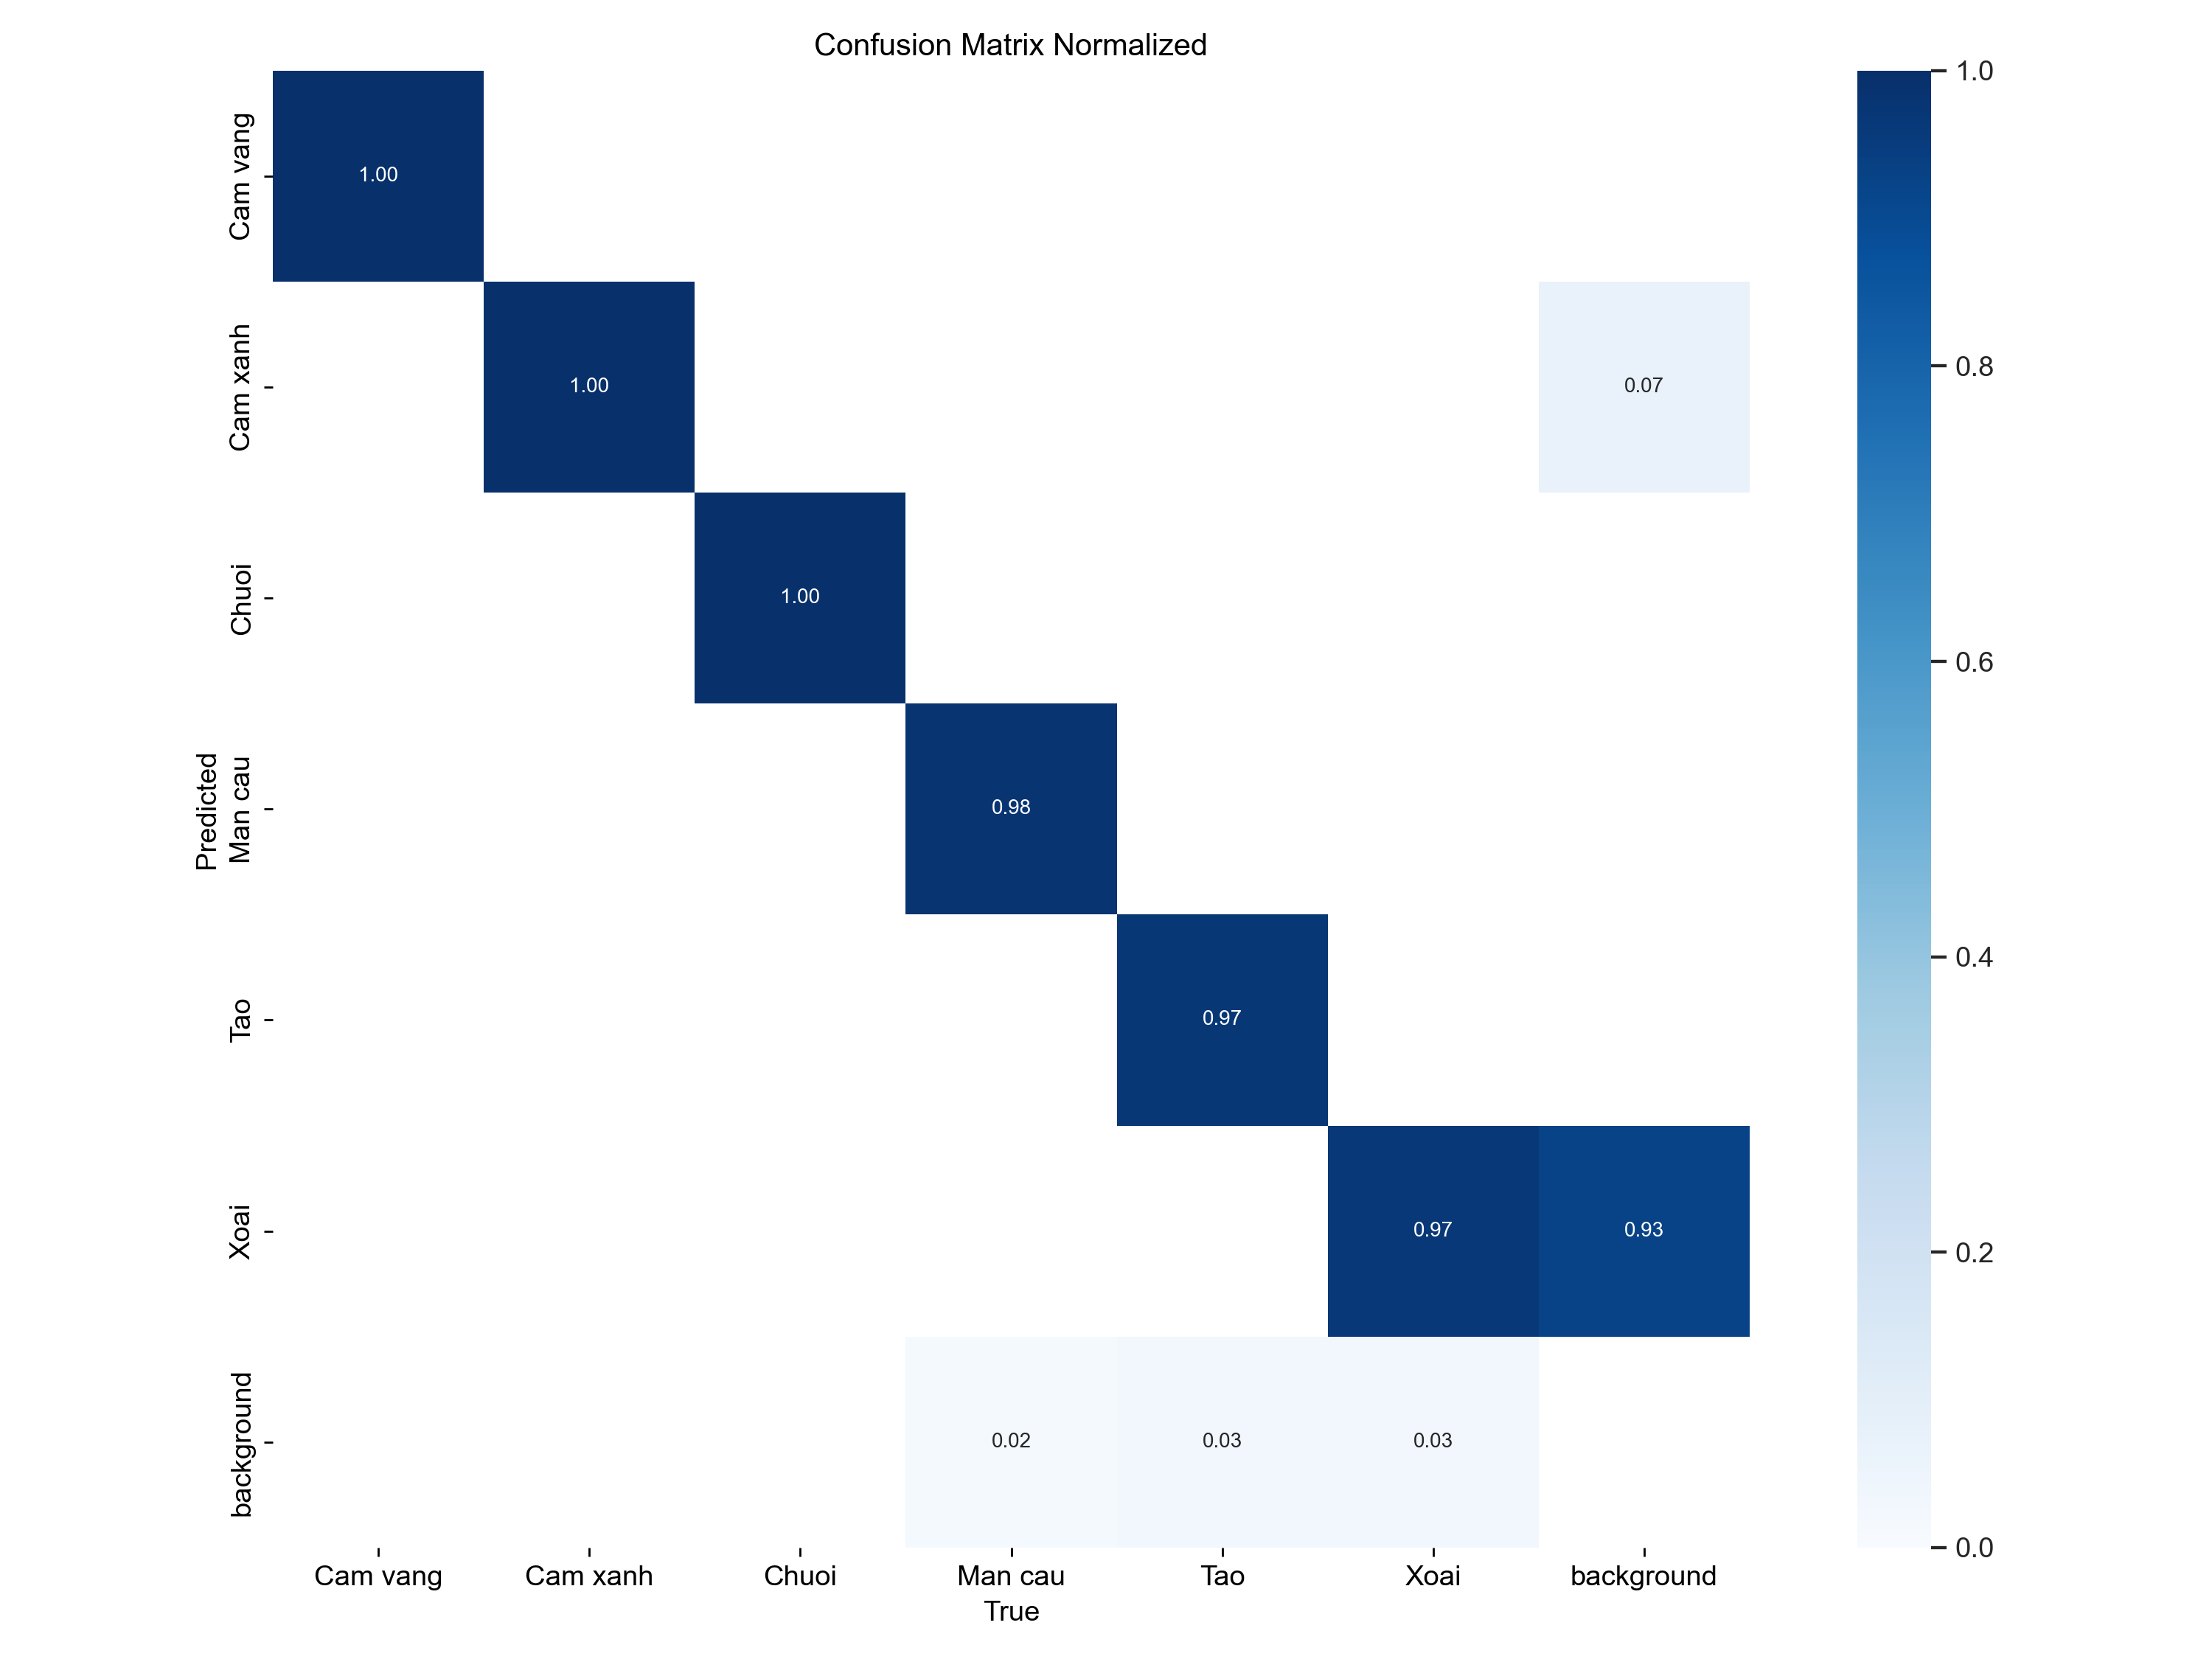 Confusion Matrix Normalized
1.0
0.8
0.6
0.4
0.2
0.0
Predicted
Cam vang
1.00
Cam xanh
1.00
0.07
Chuoi
1.00
Man cau
0.98
Tao
0.97
Xoai
0.97
0.93
background
0.02
0.03
0.03
Cam vang
Cam xanh
Chuoi
Man cau
Tao
Xoai
background
True